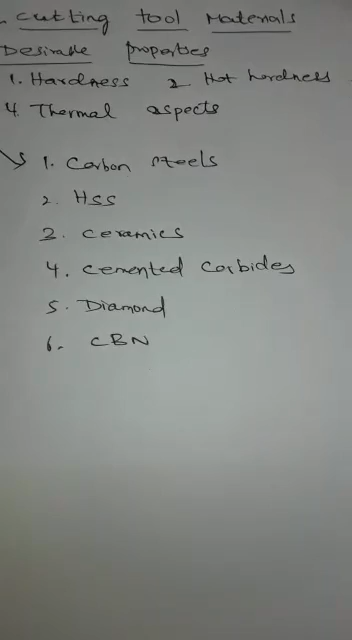 Cutting tool Materials
Desirable properties
1. Hardness 2 Hot hardness
4. Thermal aspects
1. Carbon steels
2. HSS
3. Ceramics
4. Cemented Carbides
5. Diamond
6. CBN